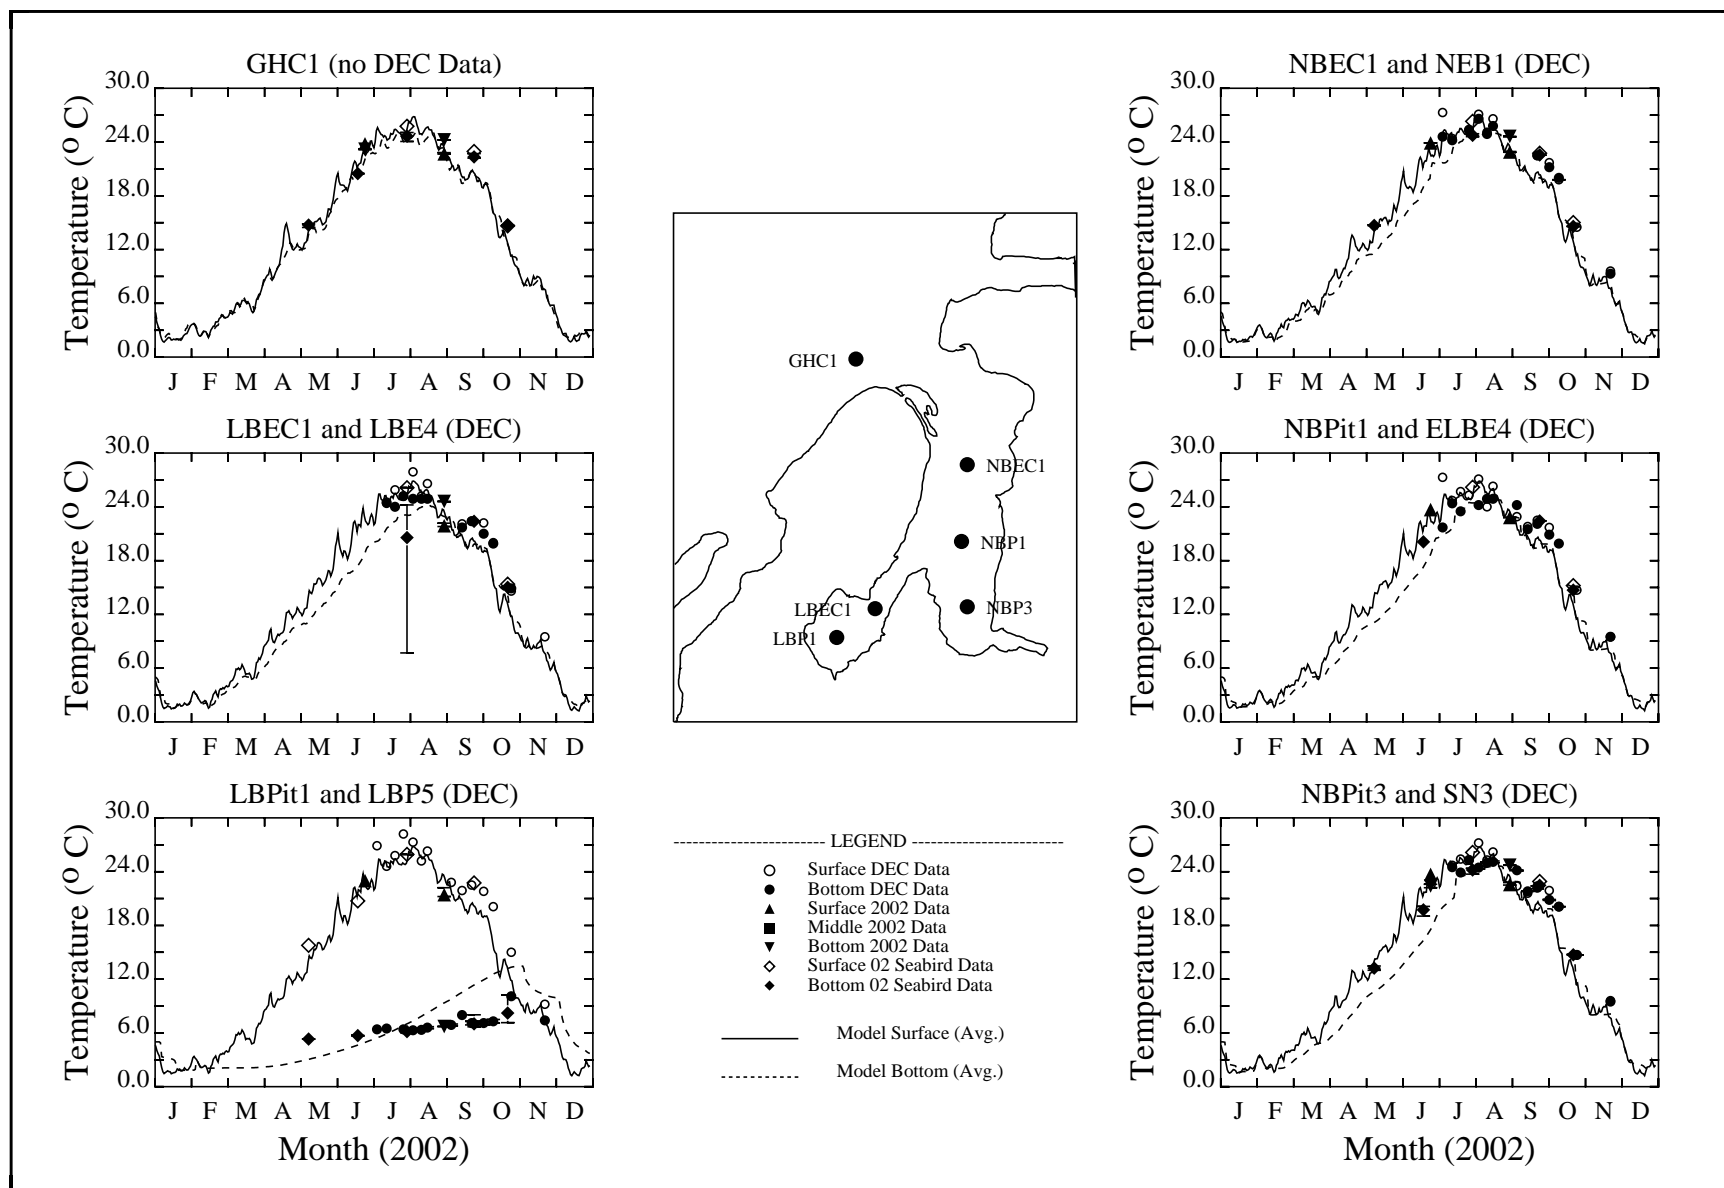 GHC1 (no DEC Data)
30.0
24.0
18.0
12.0
6.0
0.0
Temperature (° C)
J F M A M J J A S O N D
LBEC1 and LBE4 (DEC)
30.0
24.0
18.0
12.0
6.0
0.0
Temperature (° C)
J F M A M J J A S O N D
LBPit1 and LBP5 (DEC)
30.0
24.0
18.0
12.0
6.0
0.0
Temperature (° C)
J F M A M J J A S O N D
Month (2002)
GHC1
NBEC1
NBP1
LBEC1
NBP3
LBP1
LEGEND
Surface DEC Data
Bottom DEC Data
Surface 2002 Data
Middle 2002 Data
Bottom 2002 Data
Surface 02 Seabird Data
Bottom 02 Seabird Data
Model Surface (Avg.)
Model Bottom (Avg.)
NBEC1 and NEB1 (DEC)
30.0
24.0
18.0
12.0
6.0
0.0
Temperature (° C)
J F M A M J J A S O N D
NBPit1 and ELBE4 (DEC)
30.0
24.0
18.0
12.0
6.0
0.0
Temperature (° C)
J F M A M J J A S O N D
NBPit3 and SN3 (DEC)
30.0
24.0
18.0
12.0
6.0
0.0
Temperature (° C)
J F M A M J J A S O N D
Month (2002)